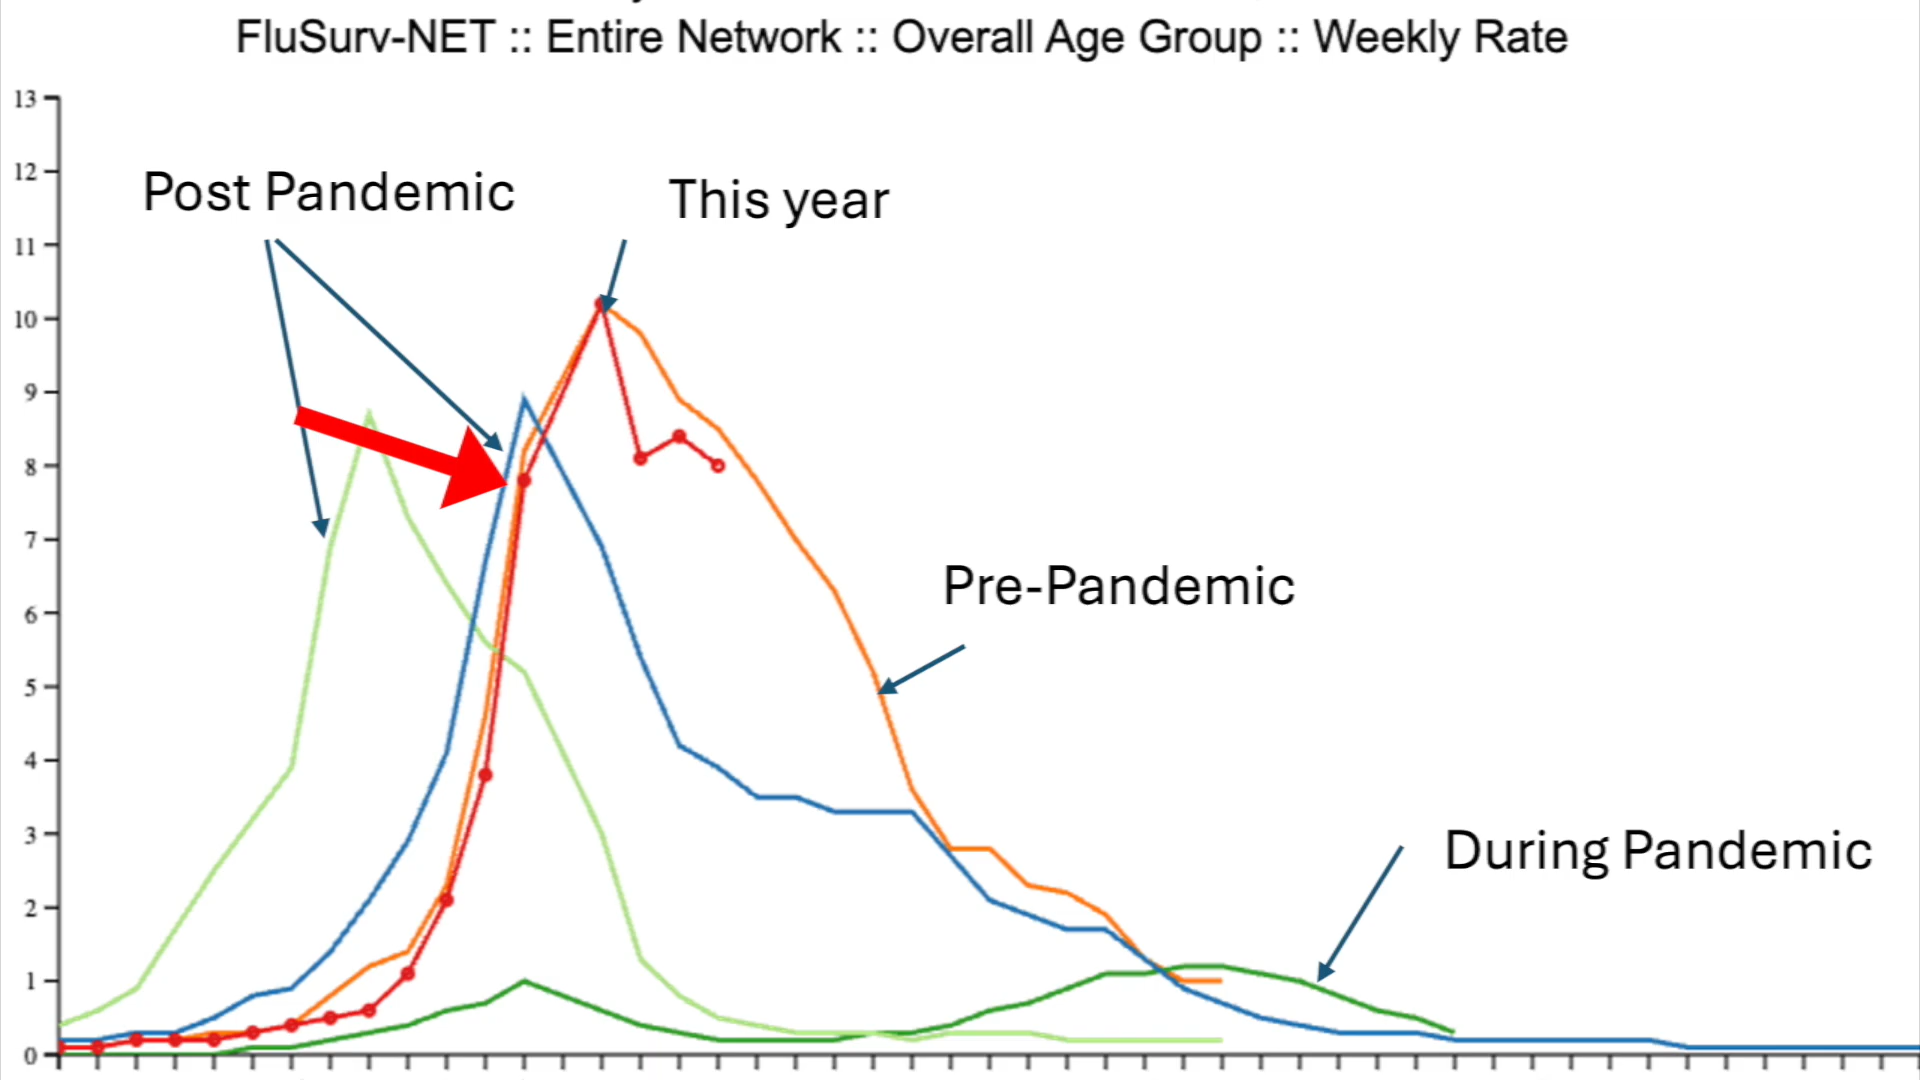 FluSurv-NET :: Entire Network :: Overall Age Group :: Weekly Rate
13
12
Post Pandemic
This year
11
10
9
8
7
Pre-Pandemic
6
5
4
3
During Pandemic
2
1
0